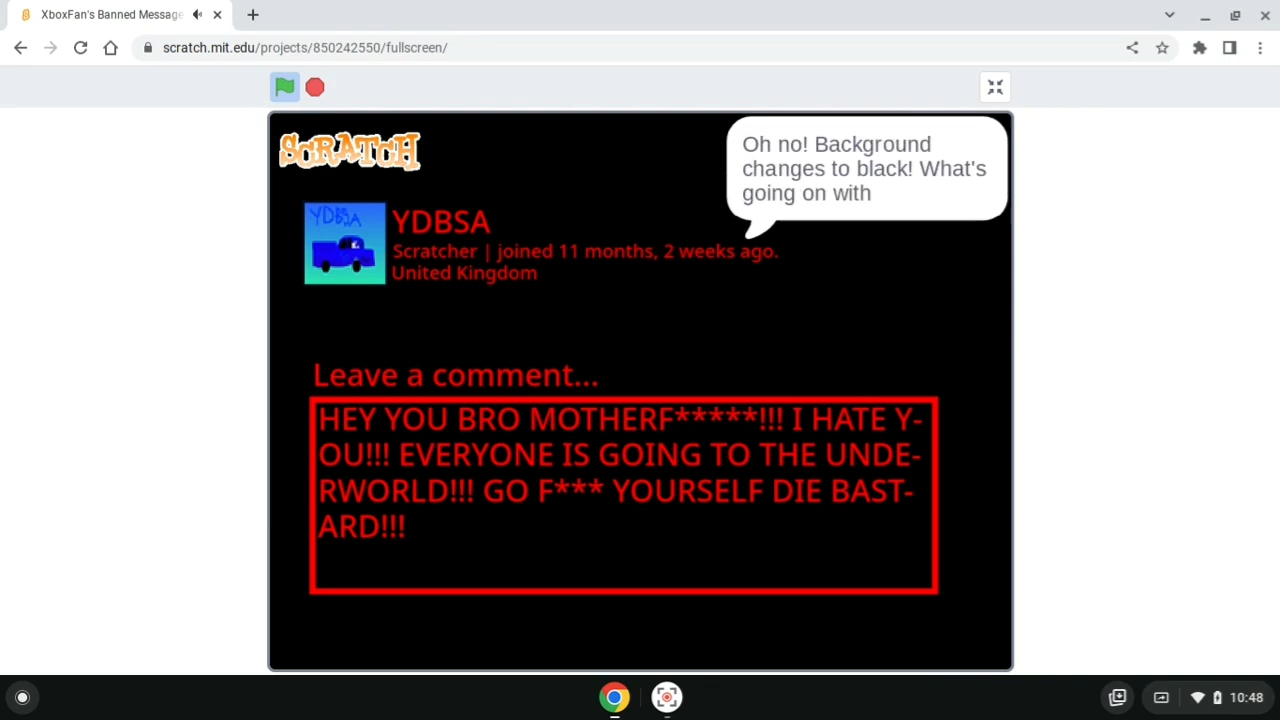 XboxFan's Banned Message
scratch.mit.edu/projects/850242550/fullscreen/
SCRATCH
Oh no! Background
changes to black! What's
going on with
YDBSA
YDBSA
Scratcher | joined 11 months, 2 weeks ago.
United Kingdom
Leave a comment...
HEY YOU BRO MOTHERF*****!!! I HATE Y-
OU!!! EVERYONE IS GOING TO THE UNDE-
RWORLD!!! GO F*** YOURSELF DIE BAST-
ARD!!!
10:48